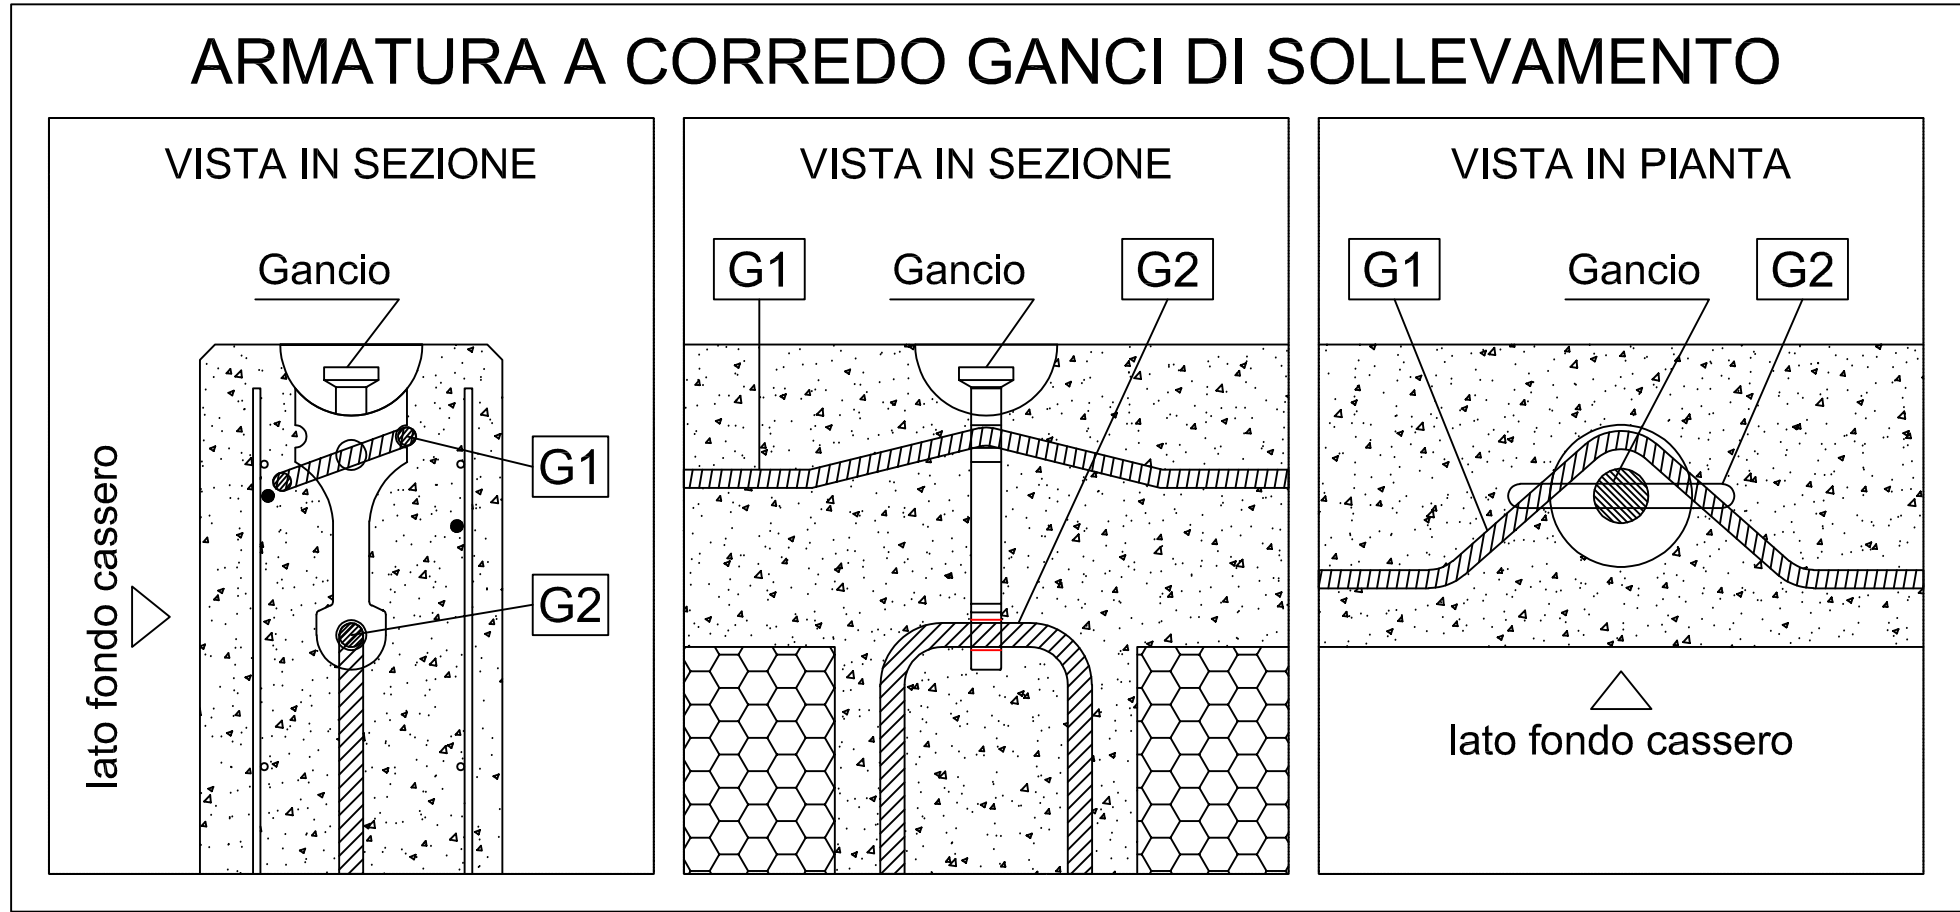 ARMATURA A CORREDO GANCI DI SOLLEVAMENTO
VISTA IN SEZIONE
Gancio
G1
G2
lato fondo cassero
VISTA IN SEZIONE
G1
Gancio
G2
VISTA IN PIANTA
G1
Gancio
G2
lato fondo cassero